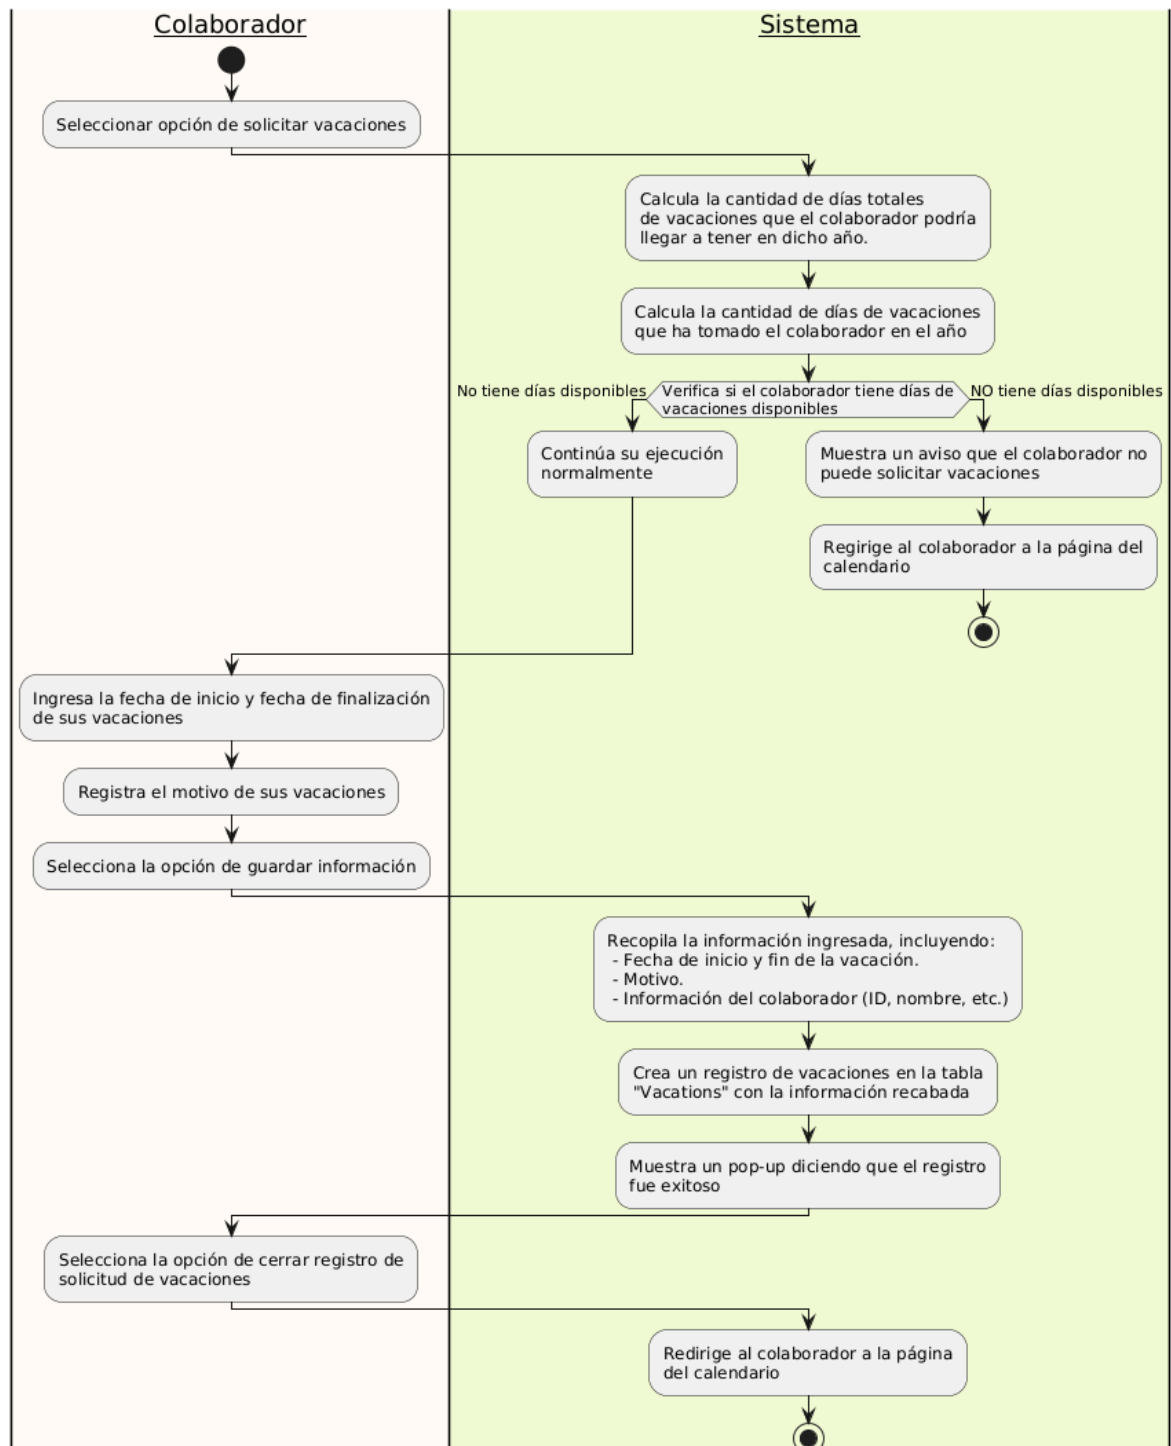 Colaborador
Sistema
Seleccionar opción de solicitar vacaciones
Calcula la cantidad de días totales
de vacaciones que el colaborador podría
llegar a tener en dicho año.
Calcula la cantidad de días de vacaciones
que ha tomado el colaborador en el año
No tiene días disponibles
Verifica si el colaborador tiene días de
vacaciones disponibles
NO tiene días disponibles
Continúa su ejecución
normalmente
Muestra un aviso que el colaborador no
puede solicitar vacaciones
Regirige al colaborador a la página del
calendario
Ingresa la fecha de inicio y fecha de finalización
de sus vacaciones
Registra el motivo de sus vacaciones
Selecciona la opción de guardar información
Recopila la información ingresada, incluyendo:
- Fecha de inicio y fin de la vacación.
- Motivo.
- Información del colaborador (ID, nombre, etc.)
Crea un registro de vacaciones en la tabla
"Vacations" con la información recabada
Muestra un pop-up diciendo que el registro
fue exitoso
Selecciona la opción de cerrar registro de
solicitud de vacaciones
Redirige al colaborador a la página
del calendario